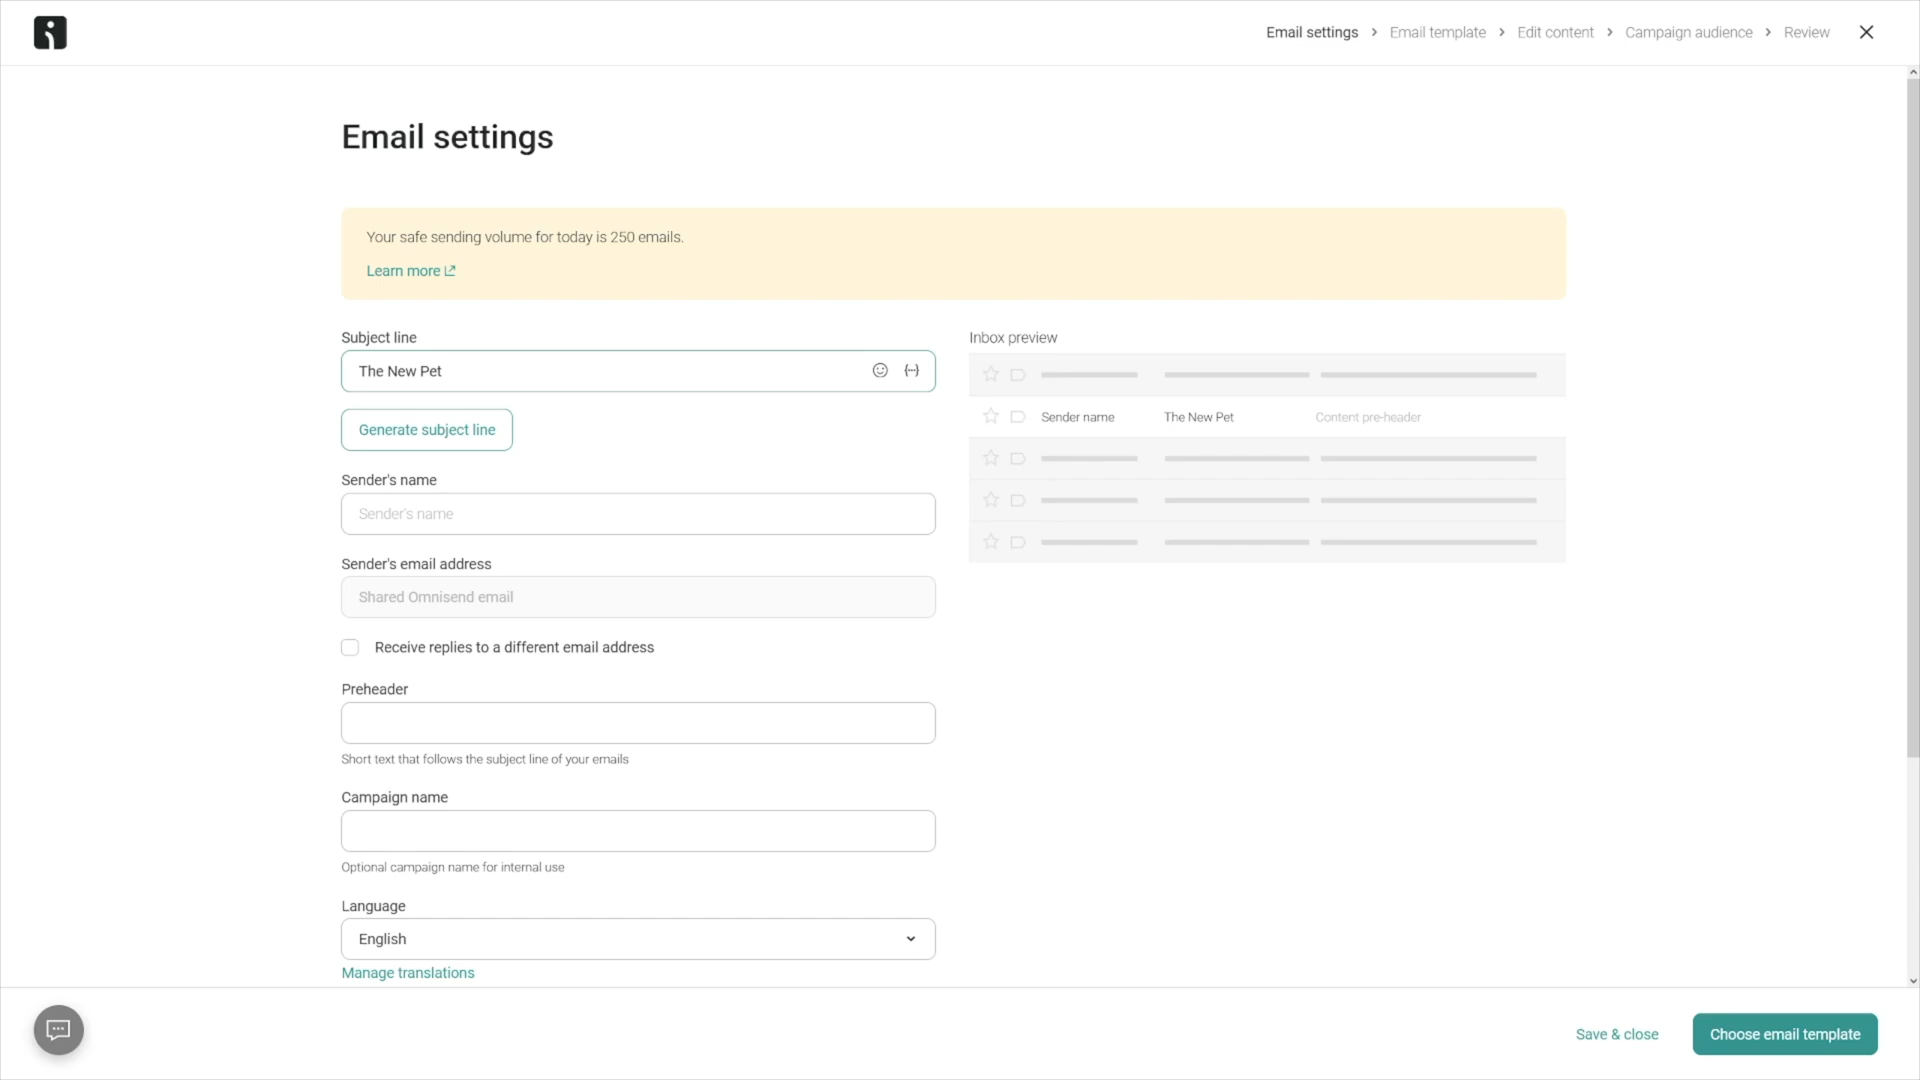 Email settings > Email template > Edit content > Campaign audience > Review
Email settings
Your safe sending volume for today is 250 emails.
Learn more
Subject line
The New Pet
Generate subject line
Sender's name
Sender's name
Sender's email address
Shared Omnisend email
Receive replies to a different email address
Preheader
Short text that follows the subject line of your emails
Campaign name
Optional campaign name for internal use
Language
English
Manage translations
Inbox preview
Sender name The New Pet Content pre-header
Save & close
Choose email template